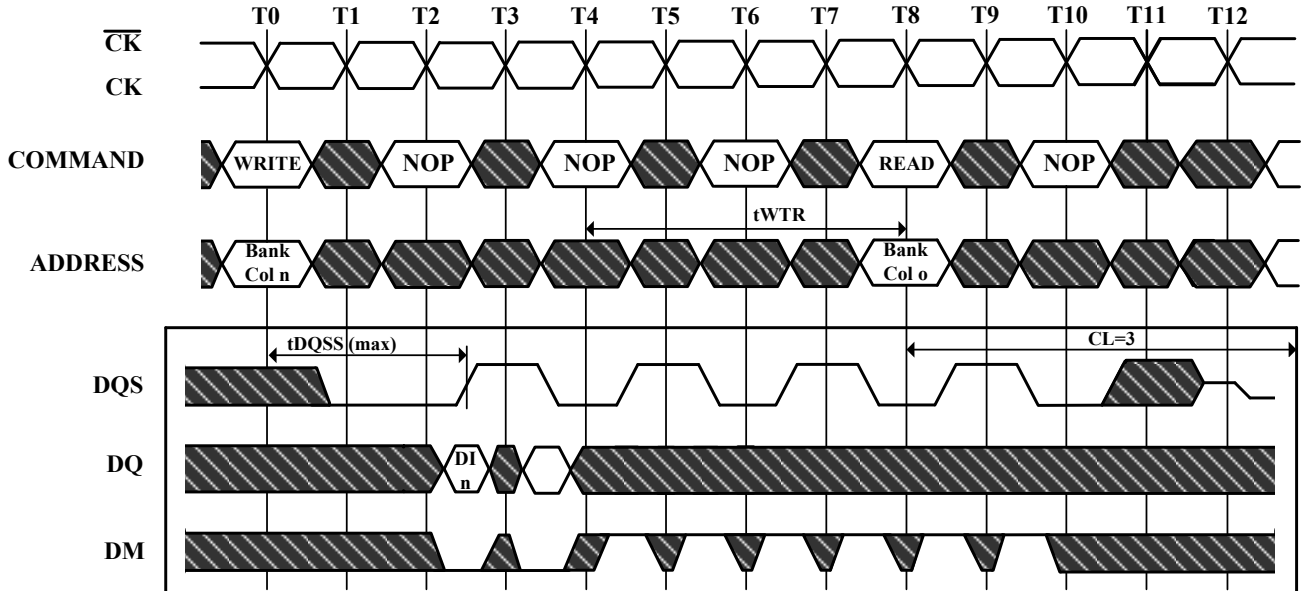 T0 T1 T2 T3 T4 T5 T6 T7 T8 T9 T10 T11 T12
CK
CK
COMMAND WRITE NOP NOP NOP READ NOP
tWTR
ADDRESS Bank Col n Bank Col o
tDQSS (max) CL=3
DQS
DQ DI n
DM